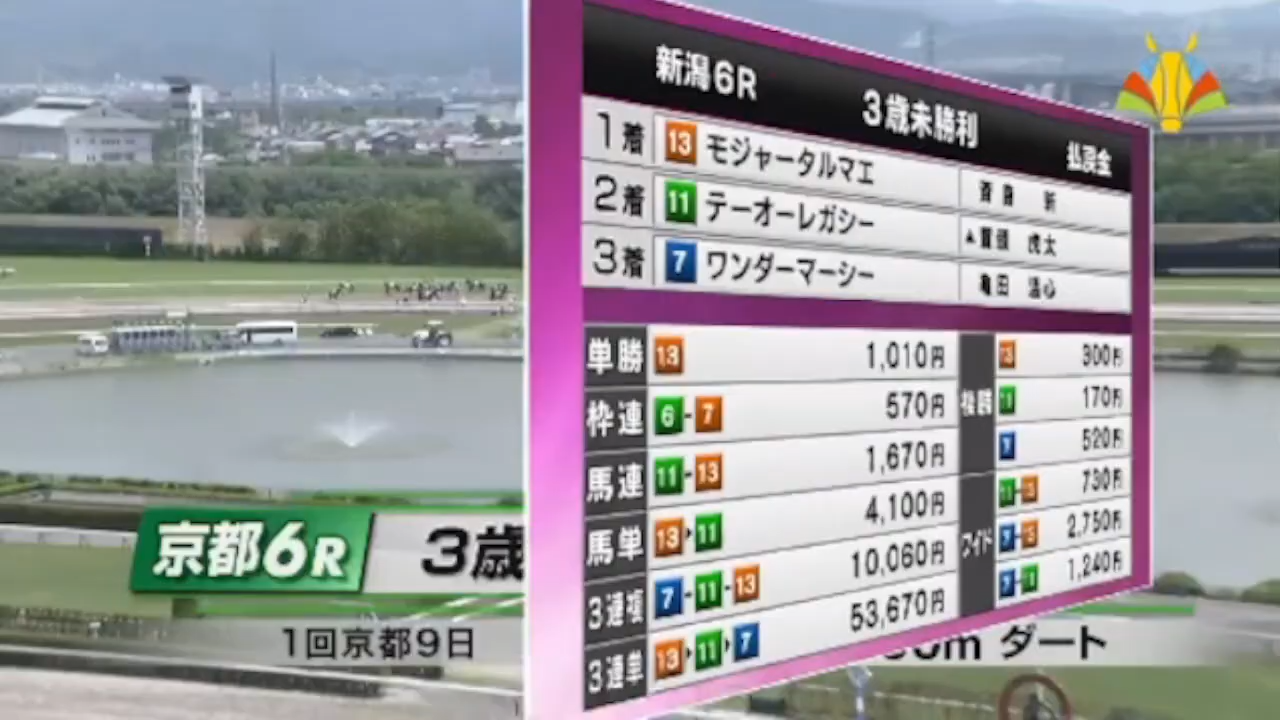 新潟6R 3歳未勝利 払戻金
1着 13 モジャータルマエ 斎藤 新
2着 11 テーオーレガシー ▲ 虎太
3着 7 ワンダーマーシー 亀田 温心
単勝 13 1,010円
枠連 6-7 570円
馬連 11-13 1,670円
馬単 13 11 4,100円
3連複 7-11-13 10,060円
3連単 13 11 7 53,670円
複勝 13 300円
11 170円
7 520円
ワイド 11-13 730円
7-13 2,750円
7-11 1,240円
京都6R 3歳
1回京都9日
0m ダート